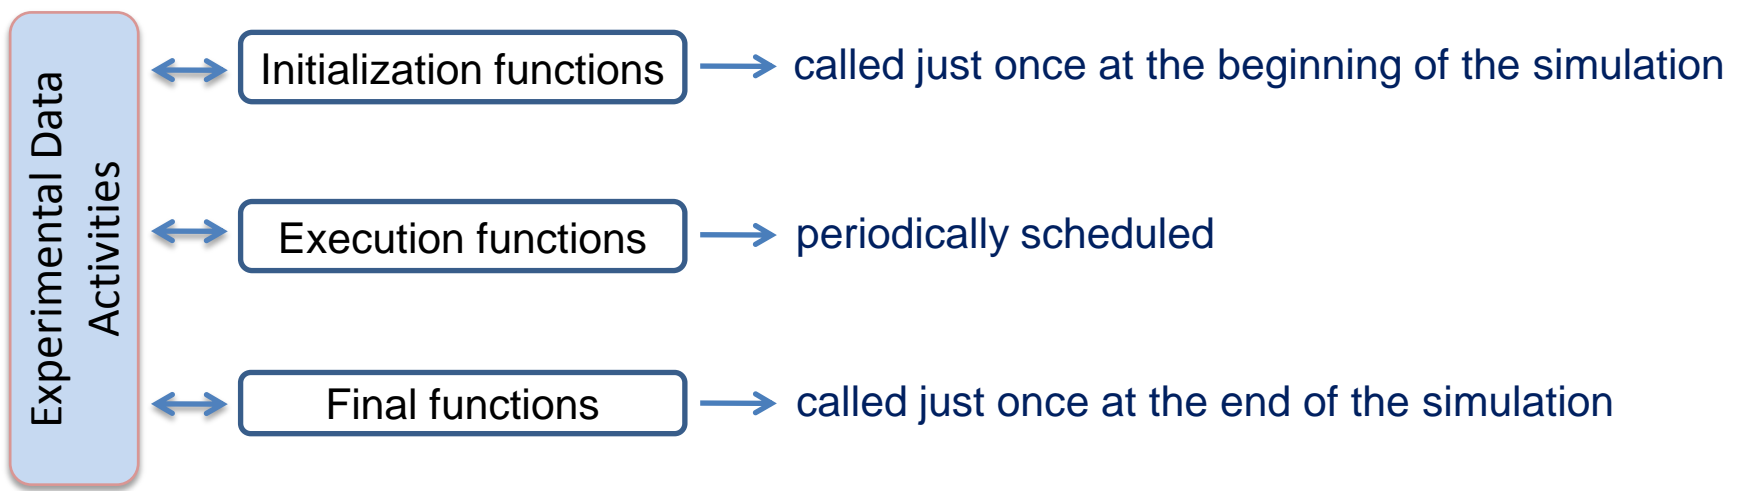 Experimental Data
Activities
Initialization functions
called just once at the beginning of the simulation
Execution functions
periodically scheduled
Final functions
called just once at the end of the simulation